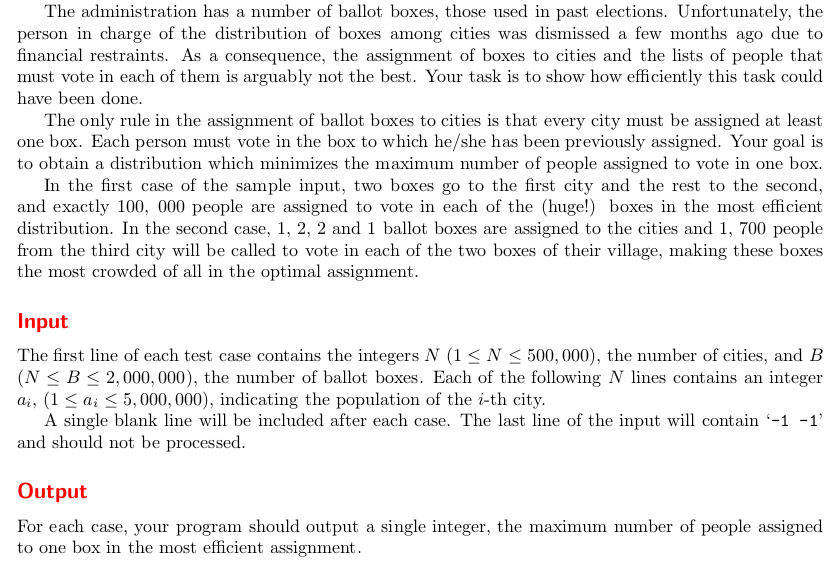 The administration has a number of ballot boxes, those used in past elections. Unfortunately, the
person in charge of the distribution of boxes among cities was dismissed a few months ago due to
financial restraints. As a consequence, the assignment of boxes to cities and the lists of people that
must vote in each of them is arguably not the best. Your task is to show how efficiently this task could
have been done.
The only rule in the assignment of ballot boxes to cities is that every city must be assigned at least
one box. Each person must vote in the box to which he/she has been previously assigned. Your goal is
to obtain a distribution which minimizes the maximum number of people assigned to vote in one box.
In the first case of the sample input, two boxes go to the first city and the rest to the second,
and exactly 100, 000 people are assigned to vote in each of the (huge!) boxes in the most efficient
distribution. In the second case, 1, 2, 2 and 1 ballot boxes are assigned to the cities and 1, 700 people
from the third city will be called to vote in each of the two boxes of their village, making these boxes
the most crowded of all in the optimal assignment.
Input
The first line of each test case contains the integers N (1 ≤ N ≤ 500, 000), the number of cities, and B
(N ≤ B ≤ 2, 000, 000), the number of ballot boxes. Each of the following N lines contains an integer
aᵢ, (1 ≤ aᵢ ≤ 5, 000, 000), indicating the population of the i-th city.
A single blank line will be included after each case. The last line of the input will contain ‘-1 -1’
and should not be processed.
Output
For each case, your program should output a single integer, the maximum number of people assigned
to one box in the most efficient assignment.